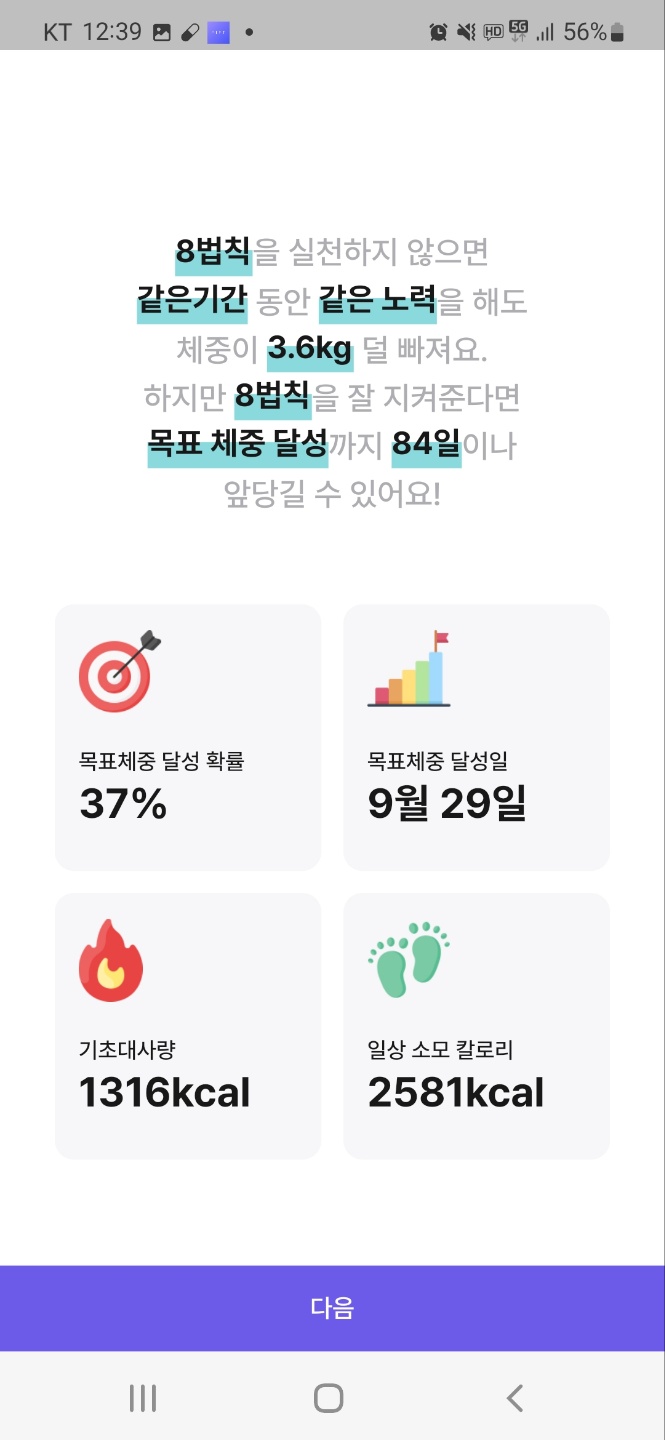 KT 12:39
HD 5G 56%
8법칙을 실천하지 않으면
같은기간 동안 같은 노력을 해도
체중이 3.6kg 덜 빠져요.
하지만 8법칙을 잘 지켜준다면
목표 체중 달성까지 84일이나
앞당길 수 있어요!
목표체중 달성 확률
37%
목표체중 달성일
9월 29일
기초대사량
1316kcal
일상 소모 칼로리
2581kcal
다음